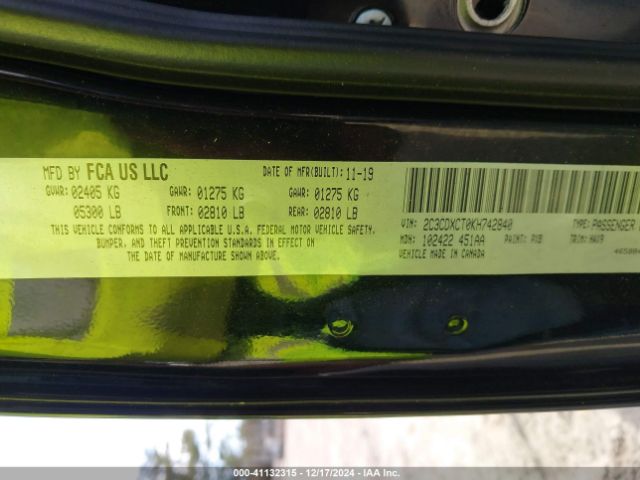 MFD BY FCA US LLC DATE OF MFR(BUILT): 11-19
GVWR: 02405 KG GAWR: 01275 KG GAWR: 01275 KG
05300 LB FRONT: 02810 LB REAR: 02810 LB
THIS VEHICLE CONFORMS TO ALL APPLICABLE U.S.A. FEDERAL MOTOR VEHICLE SAFETY,
BUMPER, AND THEFT PREVENTION STANDARDS IN EFFECT ON
THE DATE OF MANUFACTURE SHOWN ABOVE.
VIN: 2C3CDXCT0KH742840 TYPE: PASSENGER
MDH: 102422 451AA PAINT: PXB TRIM: HAX9
VEHICLE MADE IN CANADA
000-41132315 - 12/17/2024 - IAA Inc.